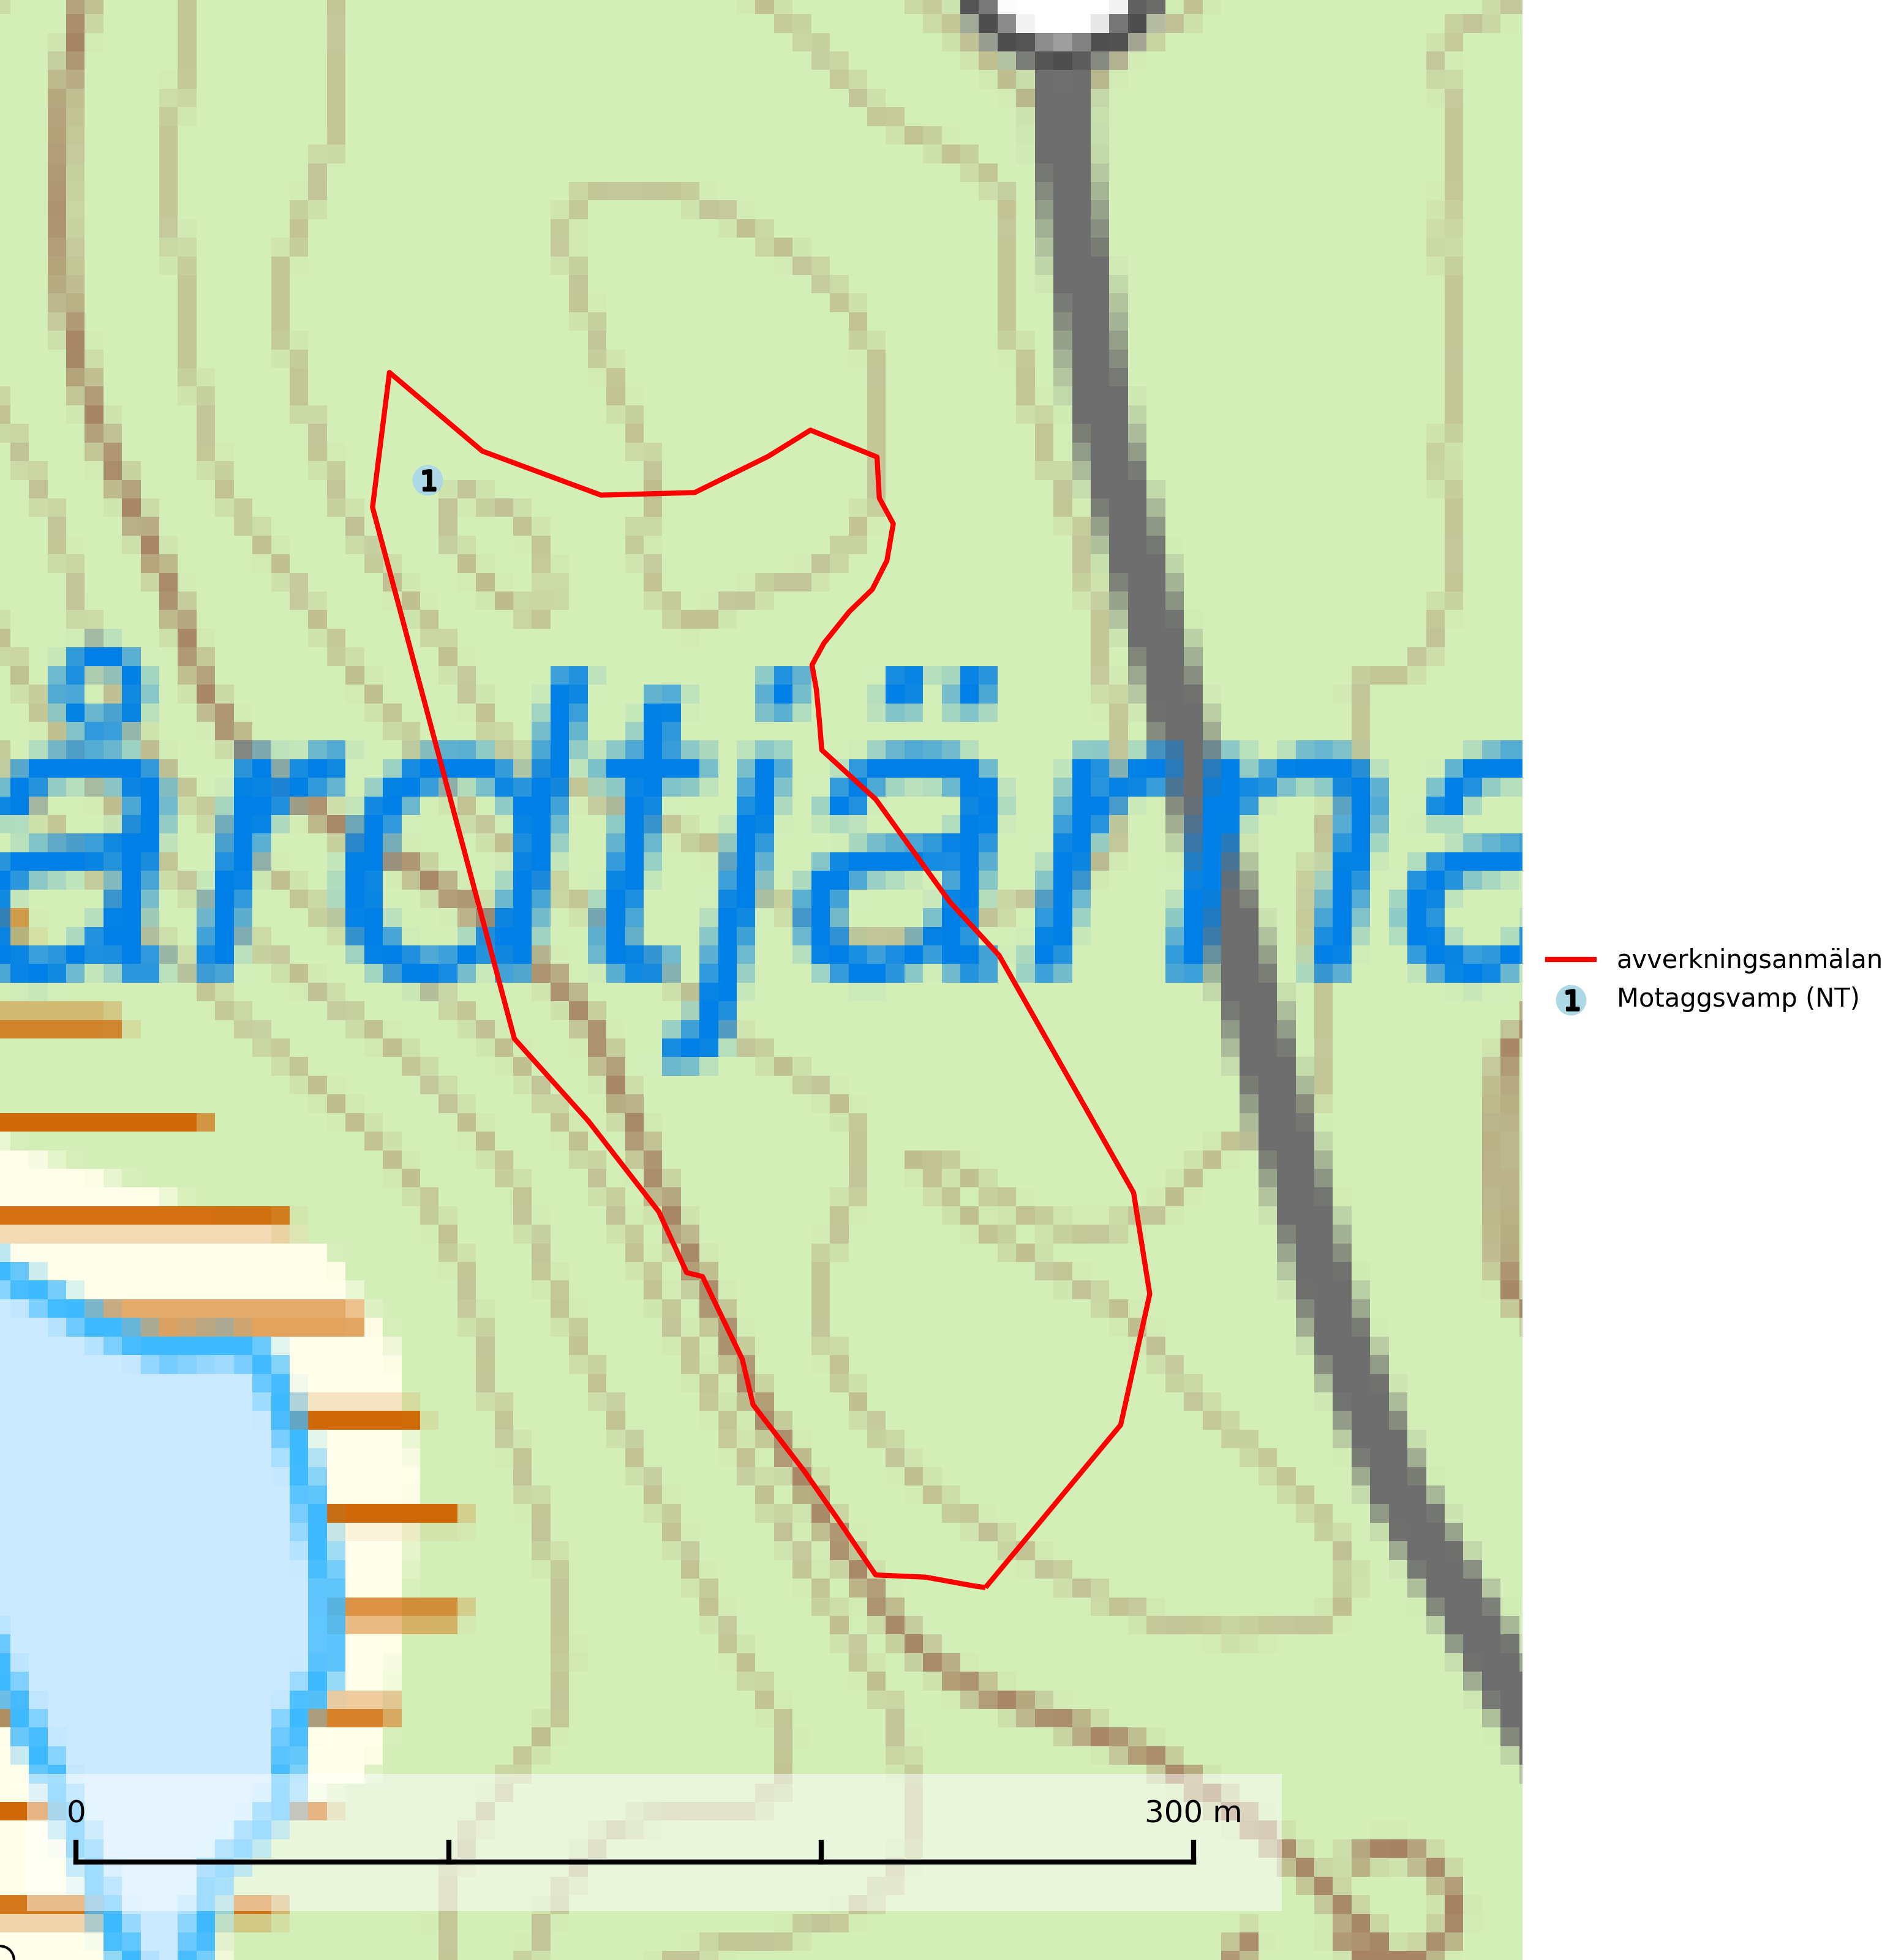 1
årdtjärna
avverkningsanmälan
1 Motaggsvamp (NT)
0 300 m